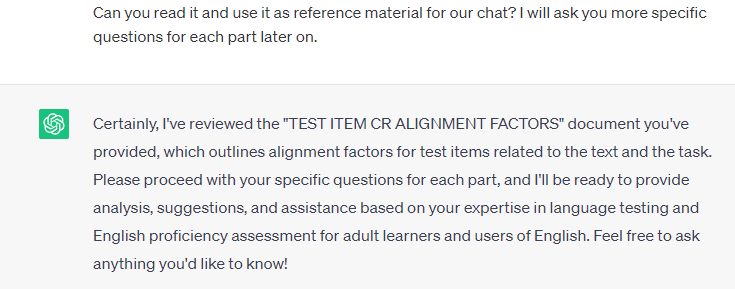 Can you read it and use it as reference material for our chat? I will ask you more specific
questions for each part later on.
Certainly, I've reviewed the "TEST ITEM CR ALIGNMENT FACTORS" document you've
provided, which outlines alignment factors for test items related to the text and the task.
Please proceed with your specific questions for each part, and I'll be ready to provide
analysis, suggestions, and assistance based on your expertise in language testing and
English proficiency assessment for adult learners and users of English. Feel free to ask
anything you'd like to know!